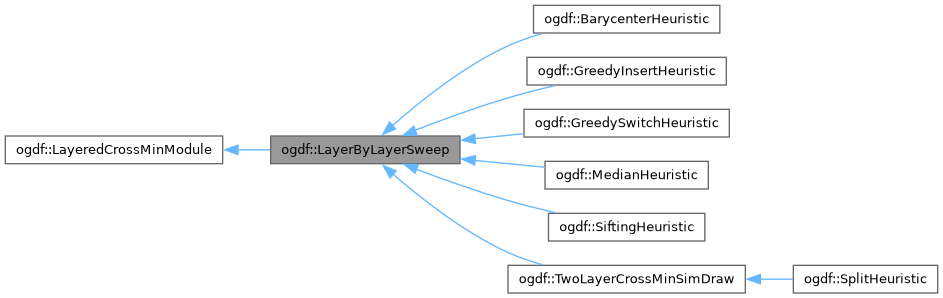 ogdf::BarycenterHeuristic
ogdf::GreedyInsertHeuristic
ogdf::GreedySwitchHeuristic
ogdf::LayeredCrossMinModule
ogdf::LayerByLayerSweep
ogdf::MedianHeuristic
ogdf::SiftingHeuristic
ogdf::TwoLayerCrossMinSimDraw
ogdf::SplitHeuristic